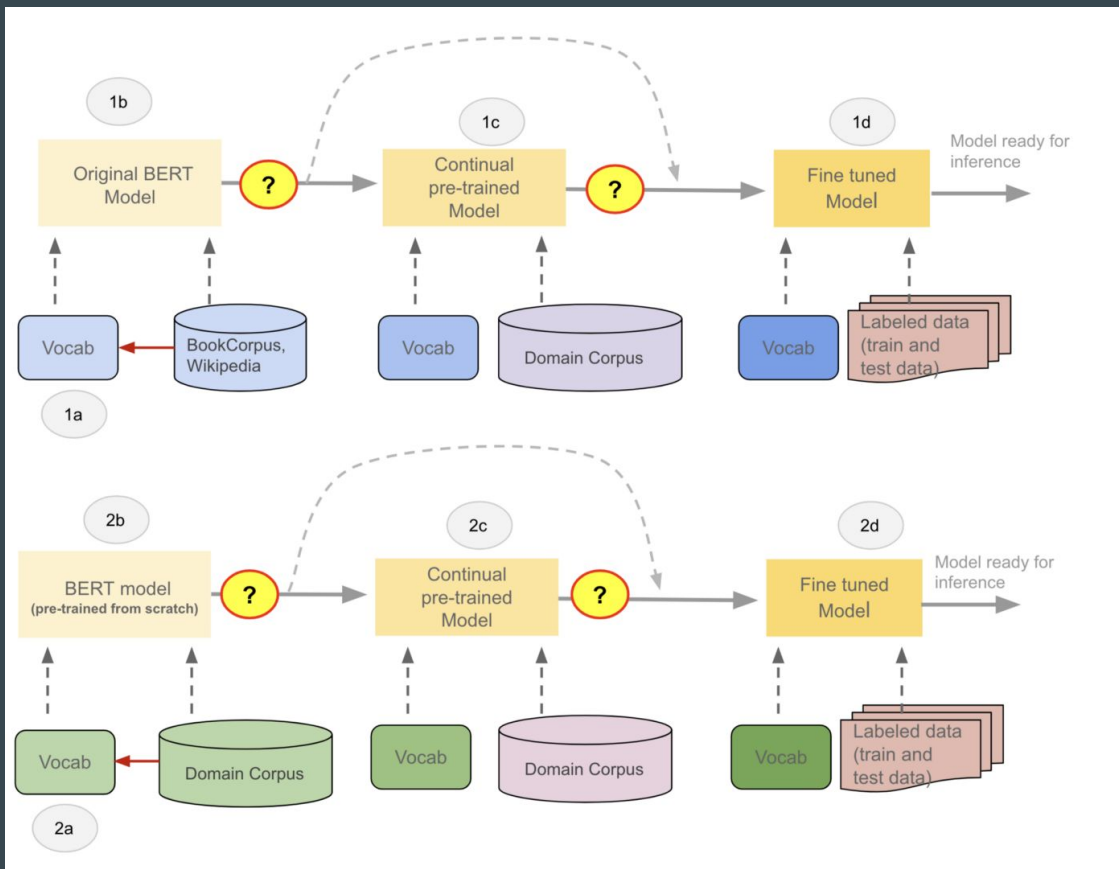 1b
1c
1d
Original BERT
Model
?
Continual
pre-trained
Model
?
Fine tuned
Model
Model ready for
inference
Vocab
BookCorpus,
Wikipedia
Vocab
Domain Corpus
Vocab
Labeled data
(train and
test data)
1a
2b
2c
2d
BERT model
(pre-trained from scratch)
?
Continual
pre-trained
Model
?
Fine tuned
Model
Model ready for
inference
Vocab
Domain Corpus
Vocab
Domain Corpus
Vocab
Labeled data
(train and
test data)
2a